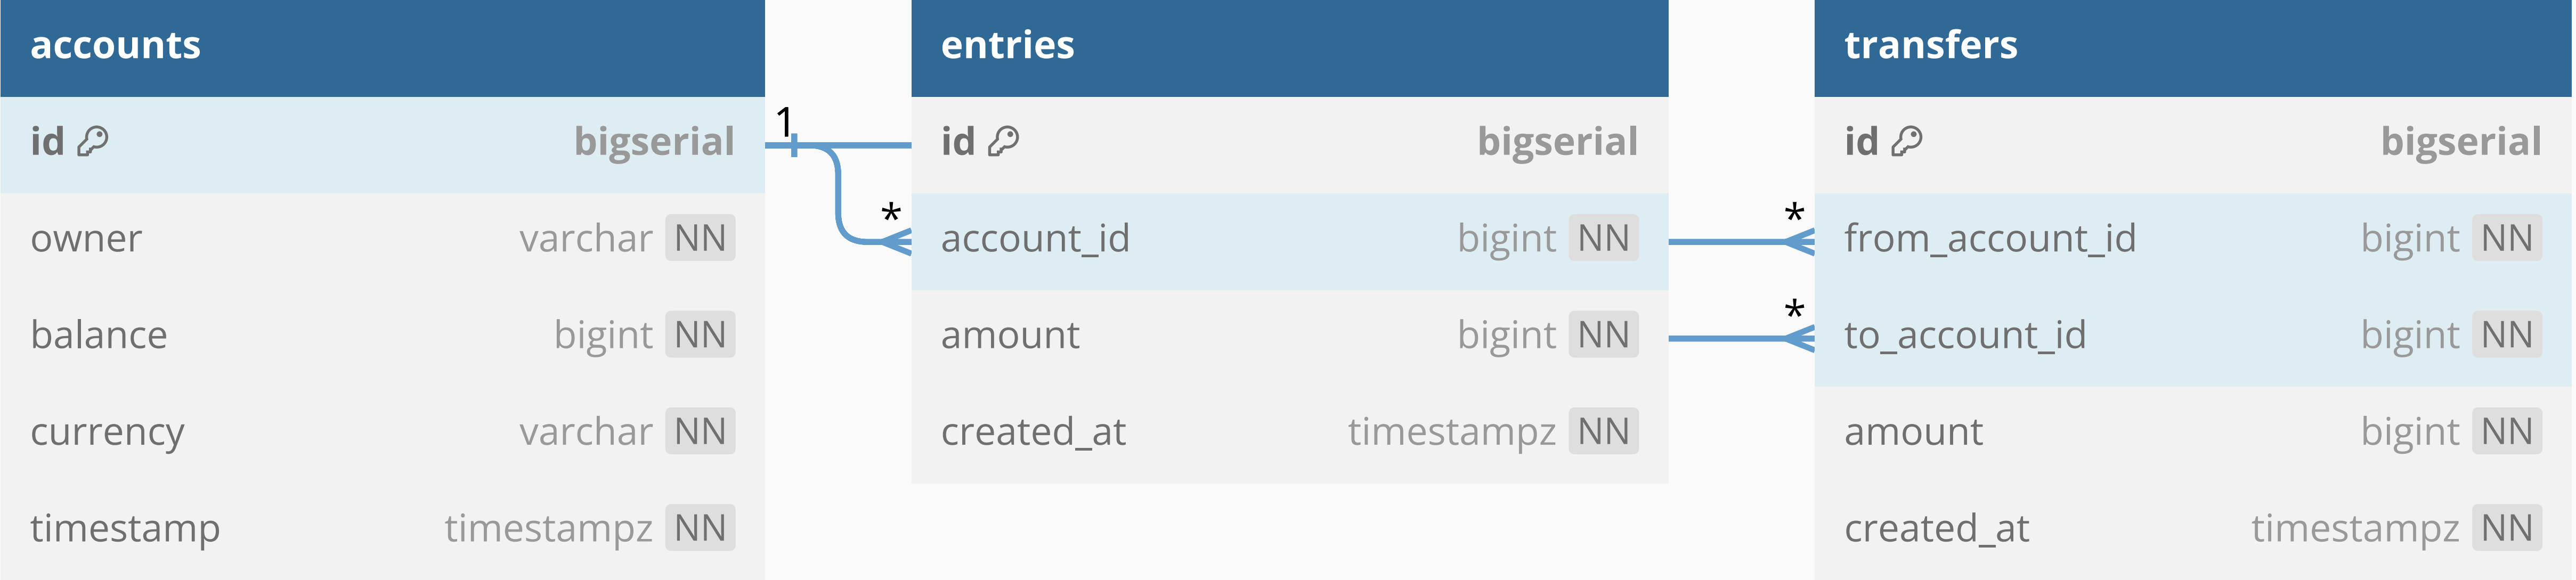 accounts
id bigserial
owner varchar NN
balance bigint NN
currency varchar NN
timestamp timestampz NN
1
*
entries
id bigserial
account_id bigint NN
amount bigint NN
created_at timestampz NN
*
*
transfers
id bigserial
from_account_id bigint NN
to_account_id bigint NN
amount bigint NN
created_at timestampz NN